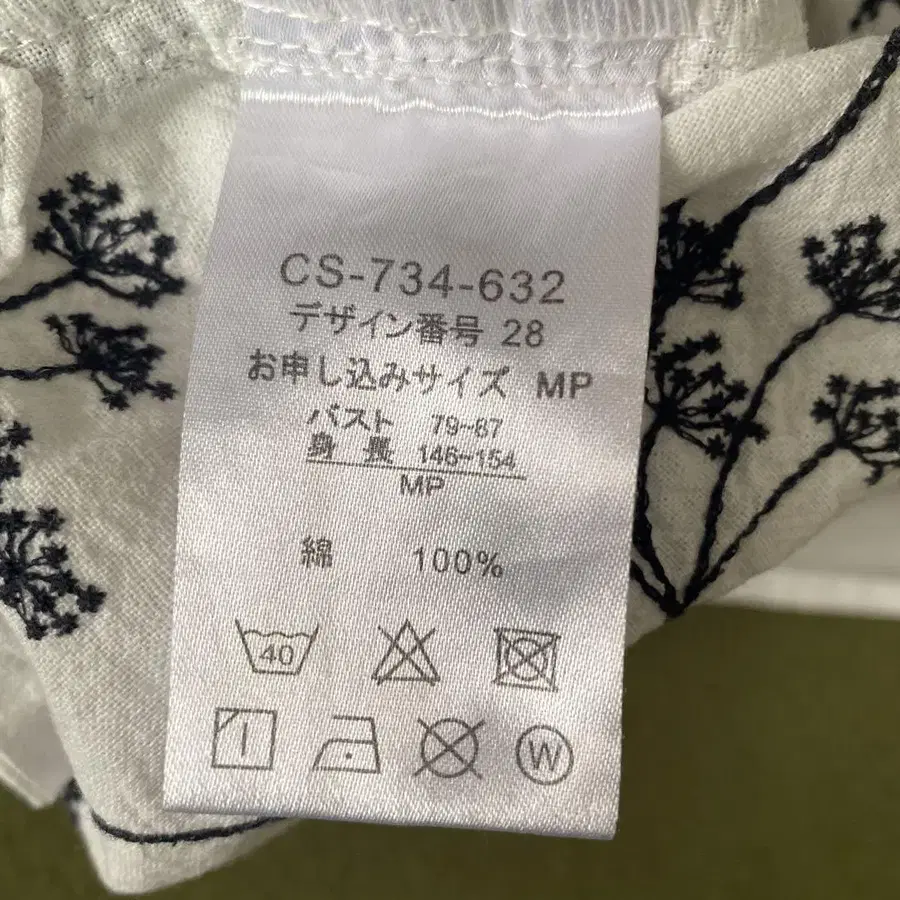 CS-734-632
デザイン番号 28
お申し込みサイズ MP
バスト 79~87
身長 146~154
MP
綿 100%
40
W